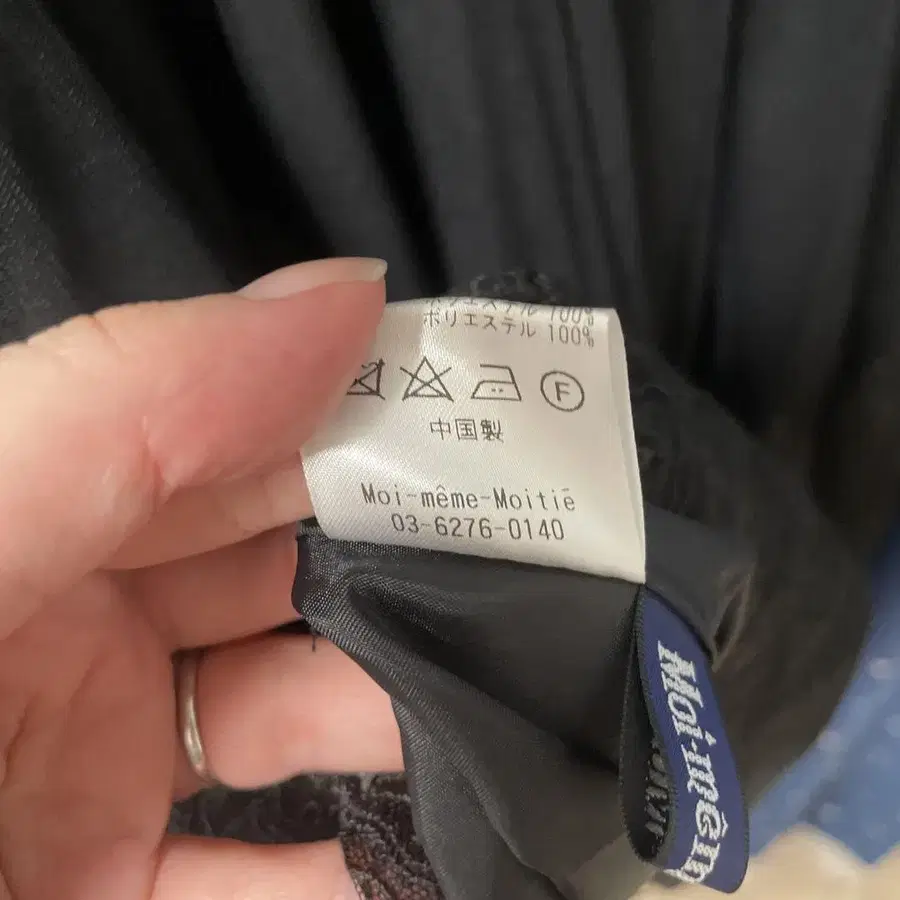 ポリエステル 100%
ポリエステル 100%
F
中国製
Moi-même-Moitié
03-6276-0140
Moi-mêm